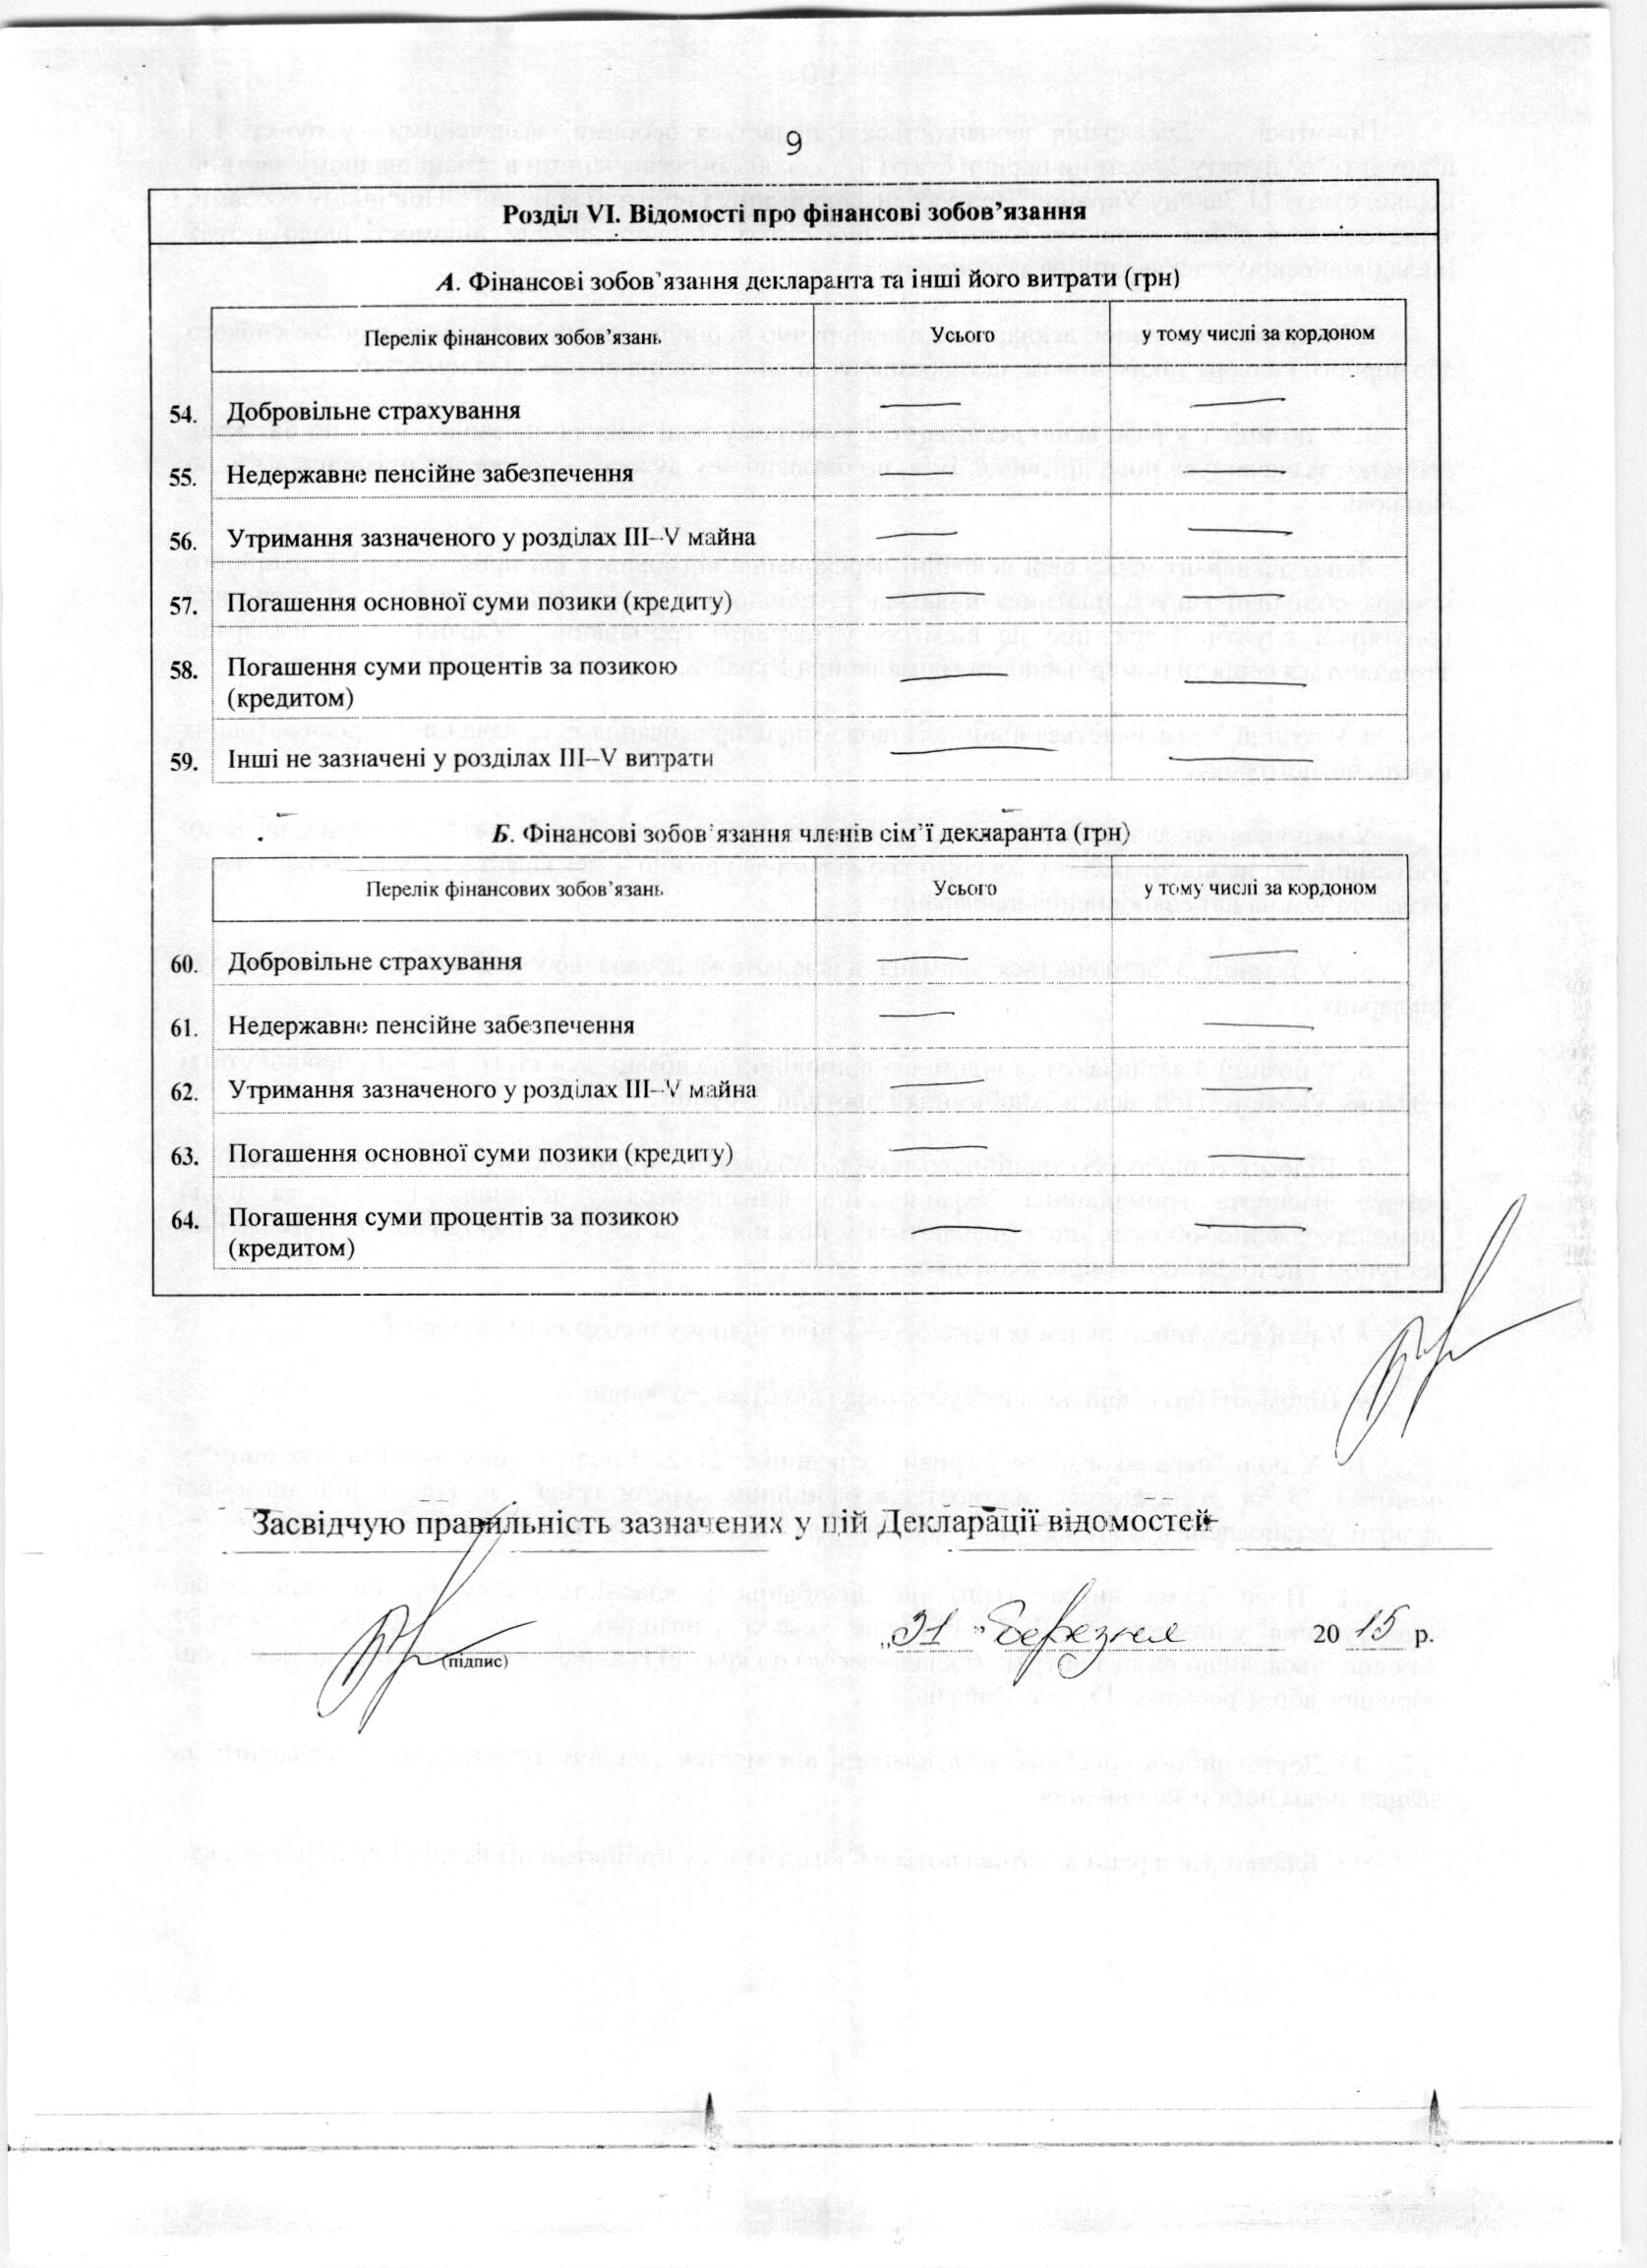 9
Розділ VI. Відомості про фінансові зобов’язання
А. Фінансові зобов’язання декларанта та інші його витрати (грн)
Перелік фінансових зобов’язань Усього у тому числі за кордоном
54. Добровільне страхування — —
55. Недержавне пенсійне забезпечення — —
56. Утримання зазначеного у розділах III–V майна — —
57. Погашення основної суми позики (кредиту) — —
58. Погашення суми процентів за позикою — —
(кредитом)
59. Інші не зазначені у розділах III–V витрати — —
Б. Фінансові зобов’язання членів сім’ї декларанта (грн)
Перелік фінансових зобов’язань Усього у тому числі за кордоном
60. Добровільне страхування — —
61. Недержавне пенсійне забезпечення — —
62. Утримання зазначеного у розділах III–V майна — —
63. Погашення основної суми позики (кредиту) — —
64. Погашення суми процентів за позикою — —
(кредитом)
Засвідчую правильність зазначених у цій Декларації відомостей
„31” березня 2015 р.
(підпис)